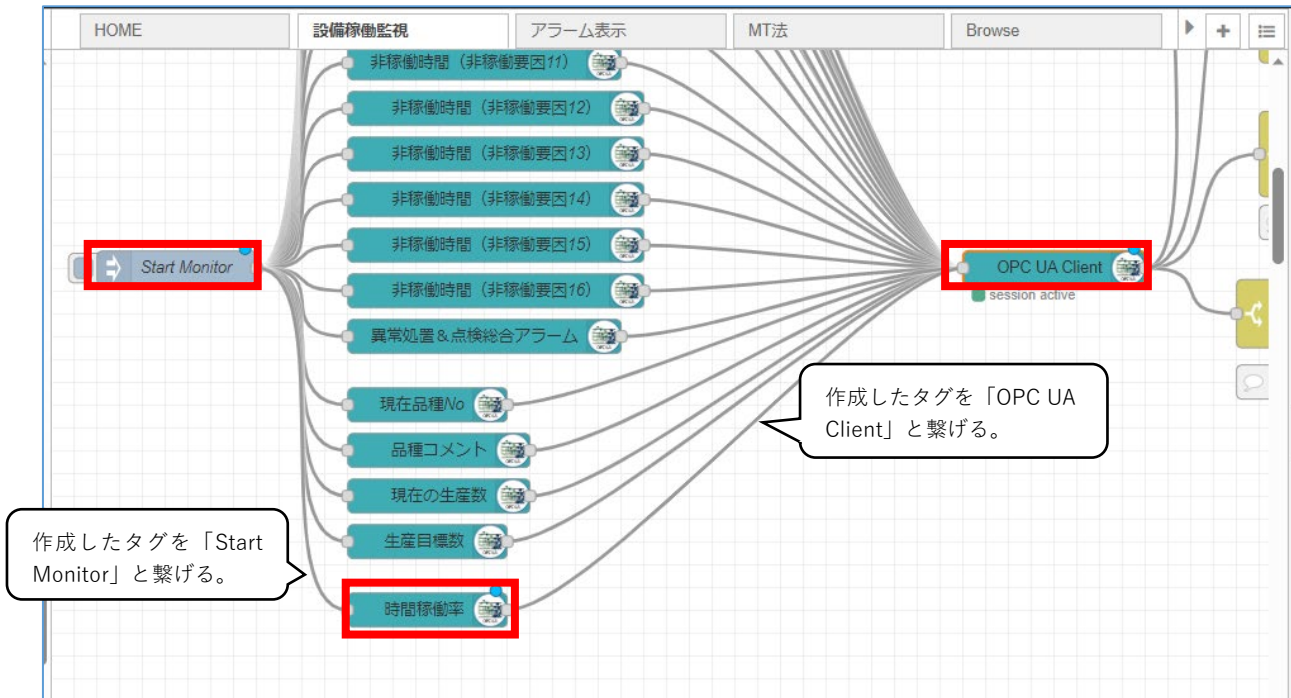 HOME
設備稼働監視
アラーム表示
MT法
Browse
非稼働時間（非稼働要因11）
非稼働時間（非稼働要因12）
非稼働時間（非稼働要因13）
非稼働時間（非稼働要因14）
Start Monitor
非稼働時間（非稼働要因15）
OPC UA Client
session active
非稼働時間（非稼働要因16）
異常処置＆点検総合アラーム
現在品種No
作成したタグを「OPC UA
Client」と繋げる。
品種コメント
現在の生産数
作成したタグを「Start
Monitor」と繋げる。
生産目標数
時間稼働率